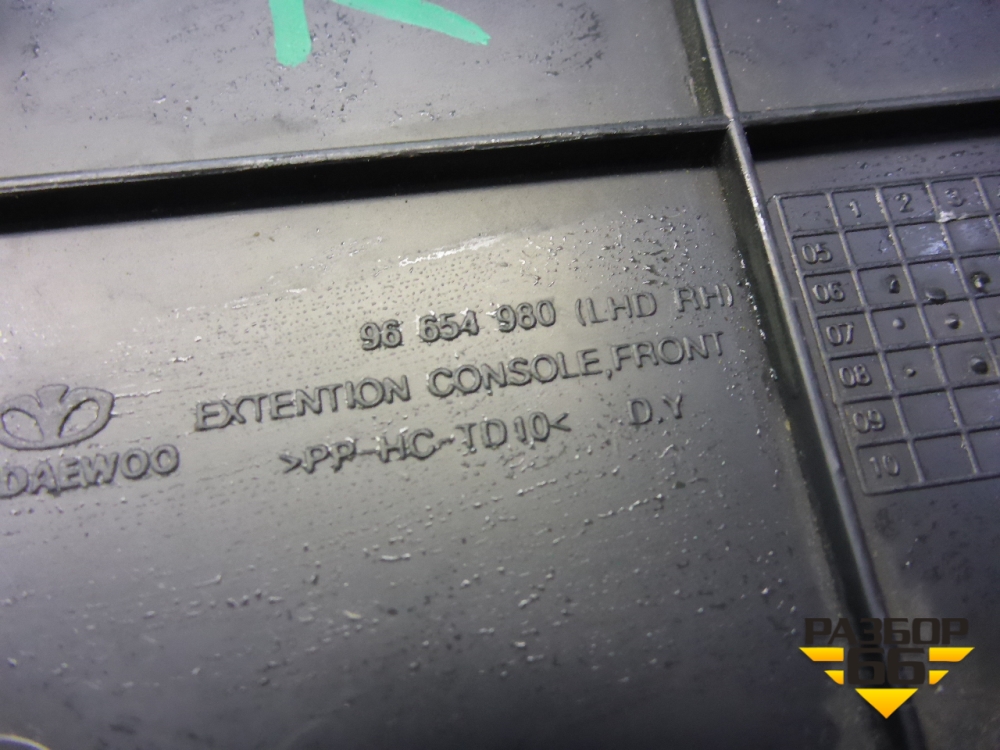 96 654 980 (LHD RH)
EXTENTION CONSOLE,FRONT
>PP-HC-TD10< D.Y
DAEWOO
1 2 3
05
06
07
08
09
10
РАЗБОР
66